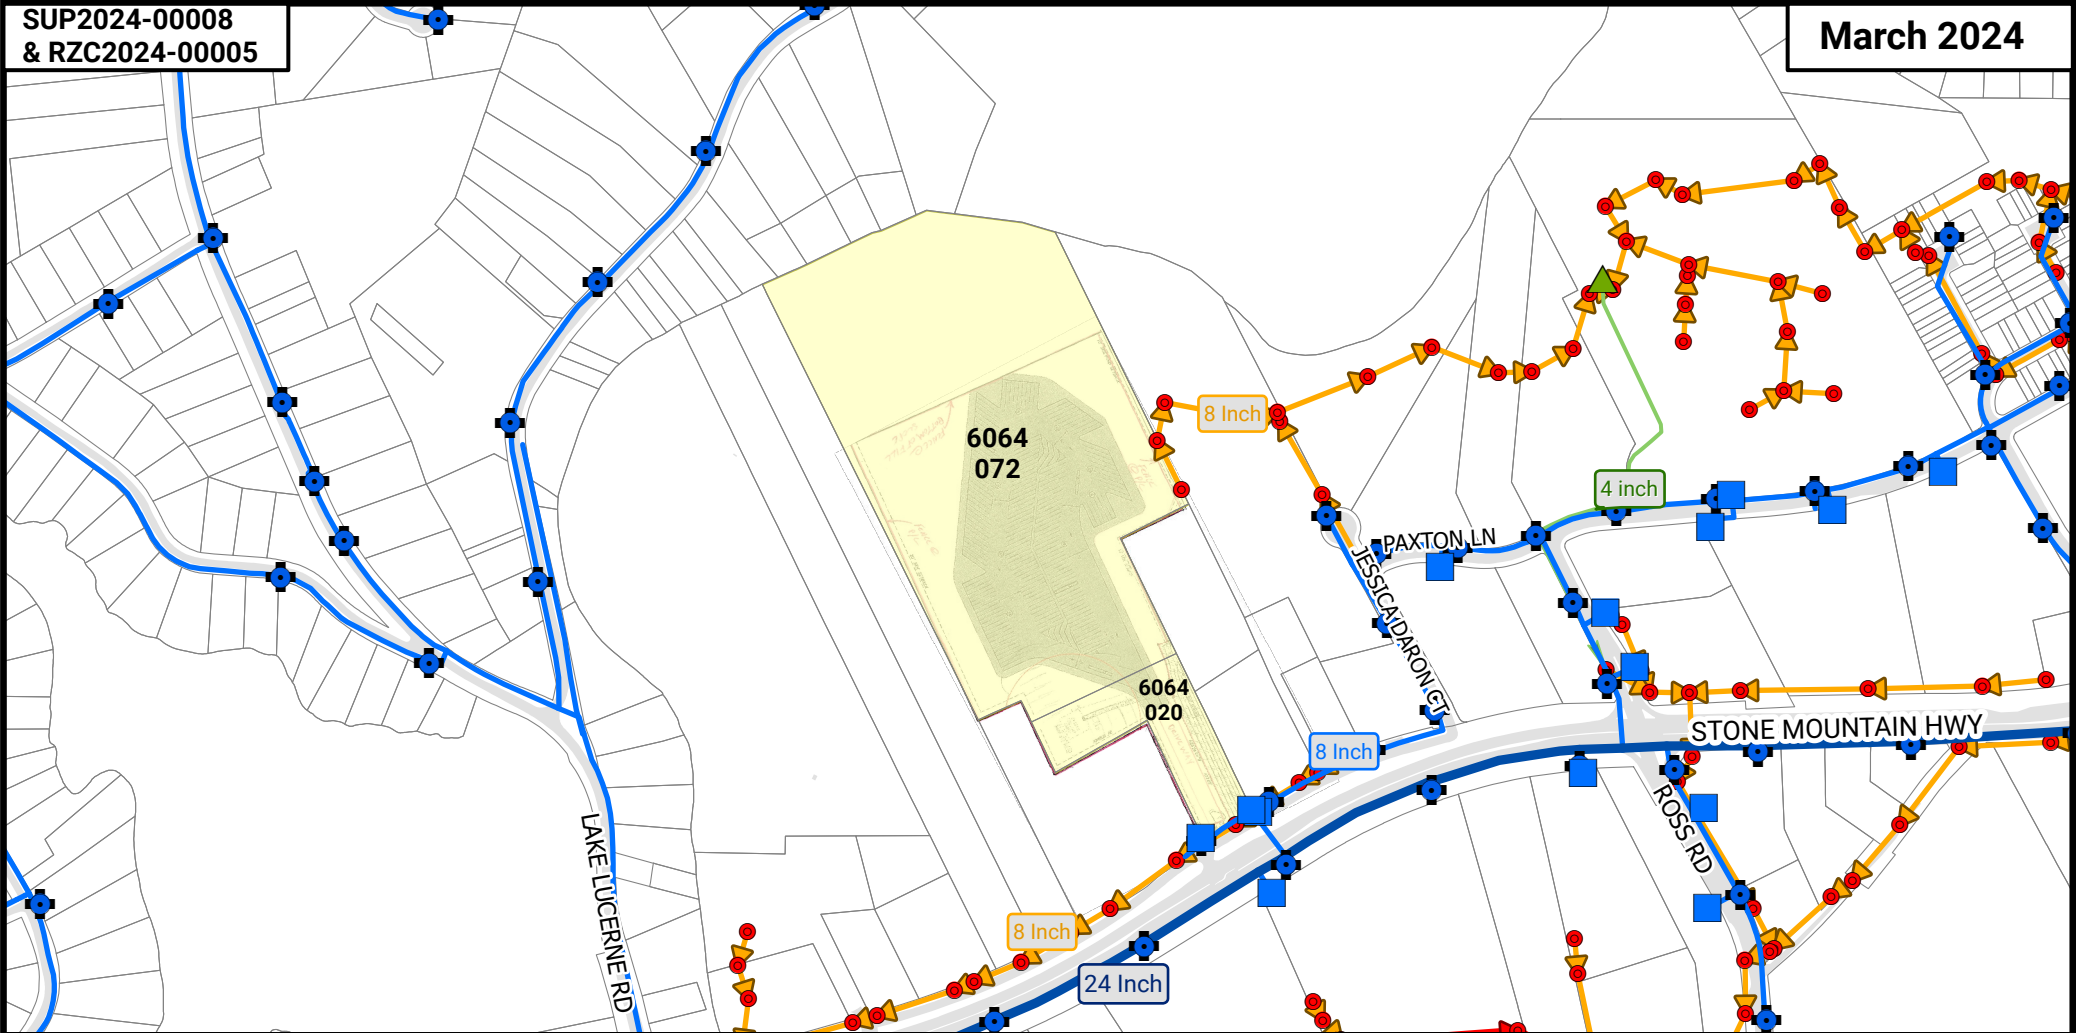 SUP2024-00008
& RZC2024-00005
March 2024
6064
072
8 Inch
4 inch
PAXTON LN
JESSICA DARON CT
6064
020
STONE MOUNTAIN HWY
8 Inch
ROSS RD
LAKE LUCERNE RD
8 Inch
24 Inch